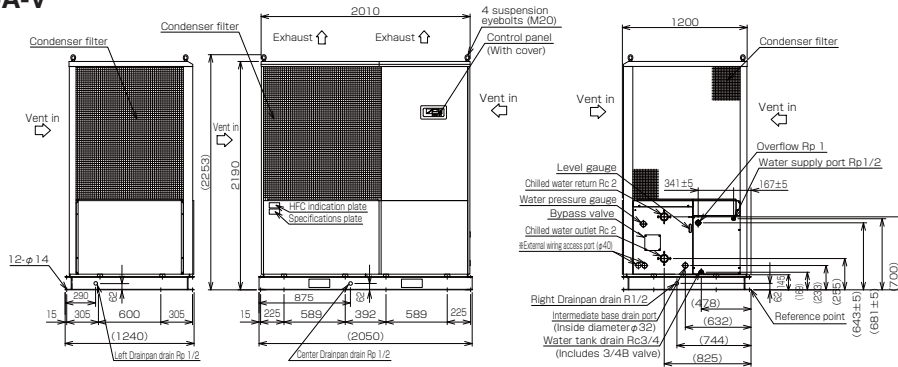 A-V
Condenser filter
Vent in
(2253)
12-φ14
290
62
15
305
600
305
(1240)
Left Drainpan drain Rp 1/2
2010
Exhaust
Exhaust
4 suspension
eyebolts (M20)
Control panel
(With cover)
Condenser filter
Vent in
Vent in
2190
HFC indication plate
Specifications plate
875
62
15
225
589
392
589
225
(2050)
Center Drainpan drain Rp 1/2
1200
Condenser filter
Vent in
Vent in
Overflow Rp 1
Water supply port Rp1/2
Level gauge
341±5
167±5
Chilled water return Rc 2
Water pressure gauge
Bypass valve
Chilled water outlet Rc 2
※External wiring access port (φ40)
145
(169)
(233)
(255)
(643±5)
(681±5)
(700)
62
Right Drainpan drain R1/2
(478)
Reference point
Intermediate base drain port
(Inside diameter φ32)
(632)
Water tank drain Rc3/4
(744)
(Includes 3/4B valve)
(825)